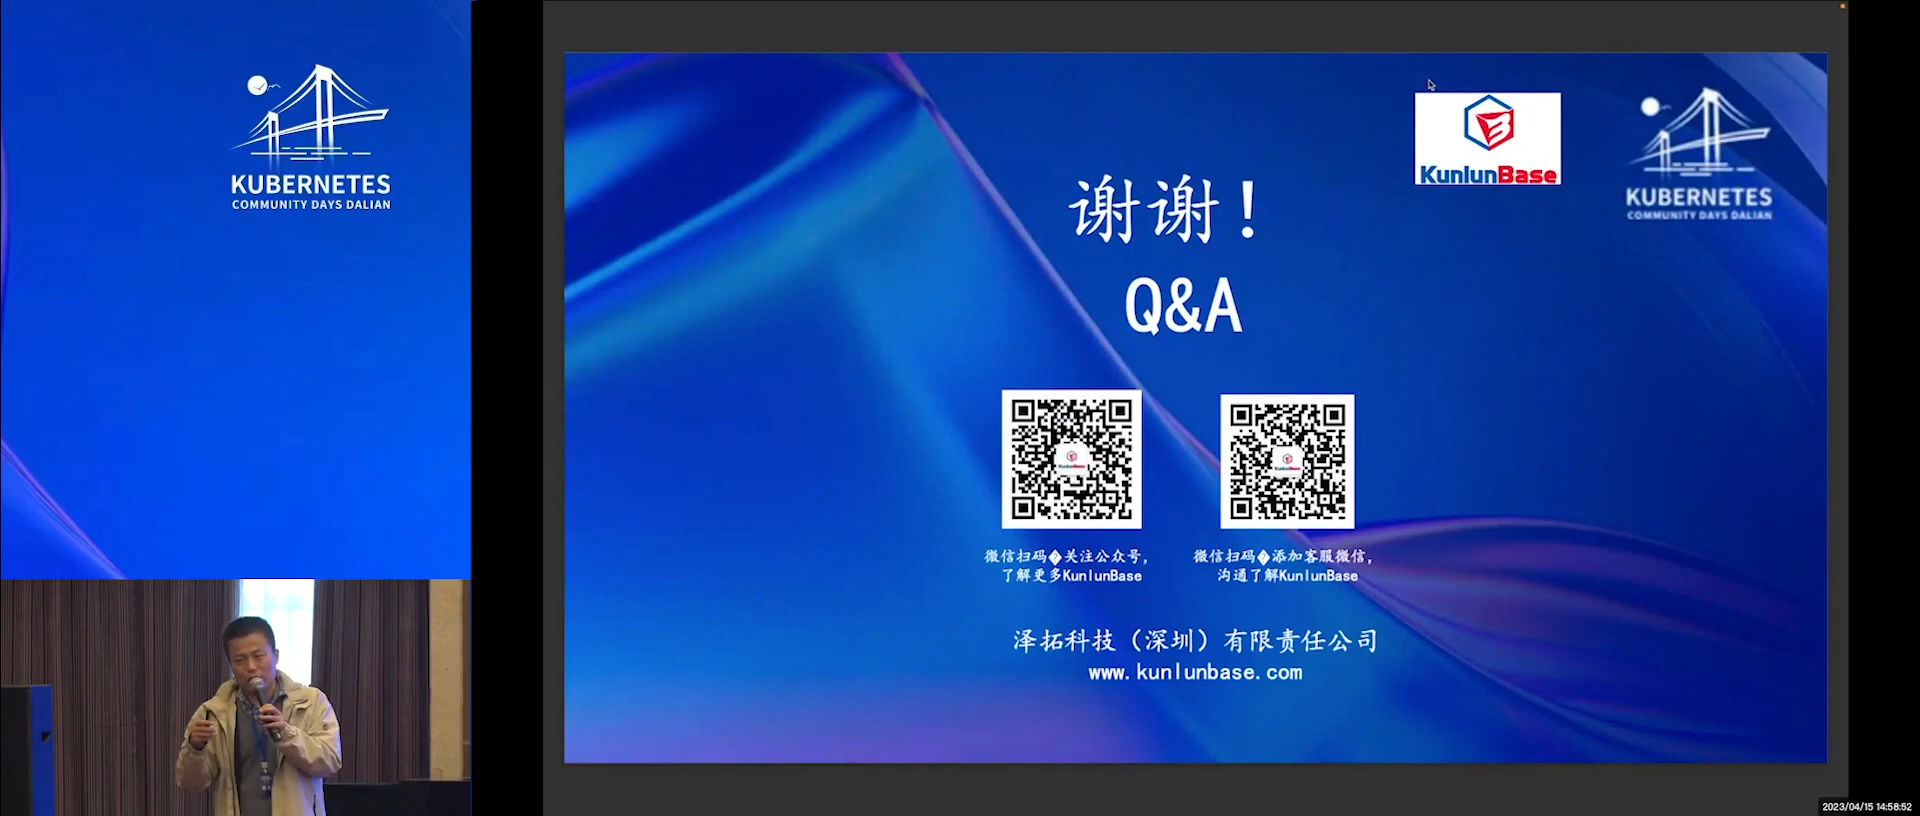 KUBERNETES
COMMUNITY DAYS DALIAN
KunlunBase
KUBERNETES
COMMUNITY DAYS DALIAN
谢谢！
Q&A
KunlunBase
KunlunBase
微信扫码�关注公众号，
了解更多KunlunBase
微信扫码�添加客服微信，
沟通了解KunlunBase
泽拓科技（深圳）有限责任公司
www.kunlunbase.com
2023/04/15 14:58:52